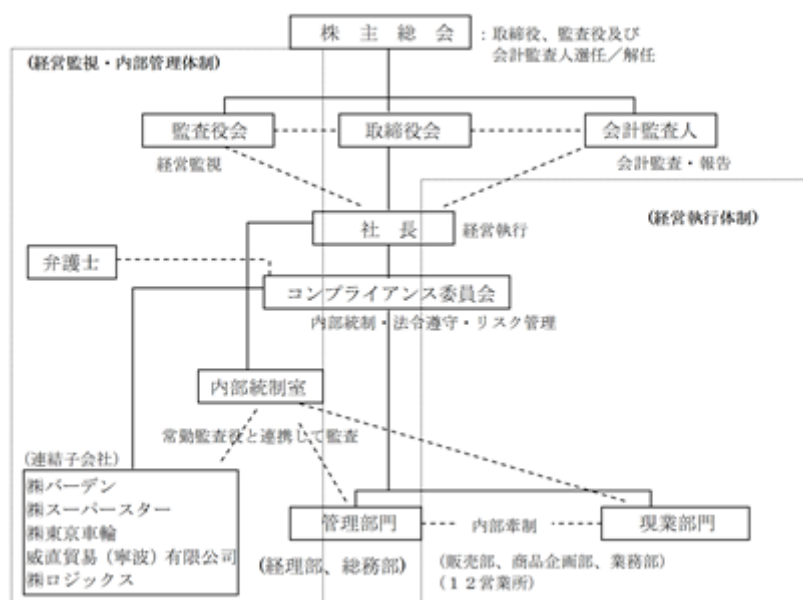 株主総会
：取締役、監査役及び
会計監査人選任／解任
(経営監視・内部管理体制)
監査役会
取締役会
会計監査人
経営監視
会計監査・報告
社長
経営執行
(経営執行体制)
弁護士
コンプライアンス委員会
内部統制・法令遵守・リスク管理
内部統制室
常勤監査役と連携して監査
(連結子会社)
㈱バーデン
㈱スーパースター
㈱東京車輪
威直貿易（寧波）有限公司
㈱ロジックス
管理部門
内部牽制
現業部門
(経理部、総務部)
(販売部、商品企画部、業務部)
(１２営業所)